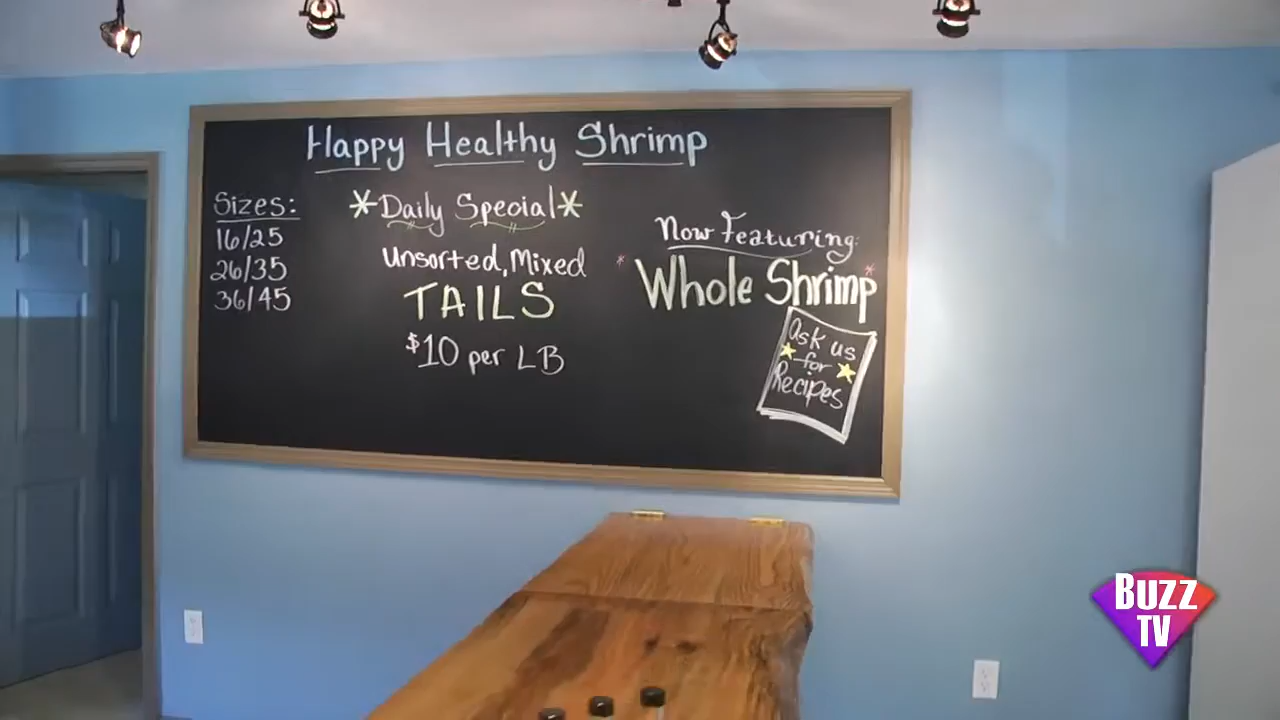 Happy Healthy Shrimp
Sizes:
16/25
26/35
36/45
*Daily Special*
Unsorted, Mixed
TAILS
$10 per LB
Now Featuring:
*Whole Shrimp*
Ask us
for
Recipes
BUZZ
TV